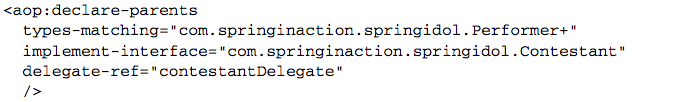 <aop:declare-parents
types-matching="com.springinaction.springidol.Performer+"
implement-interface="com.springinaction.springidol.Contestant"
delegate-ref="contestantDelegate"
/>